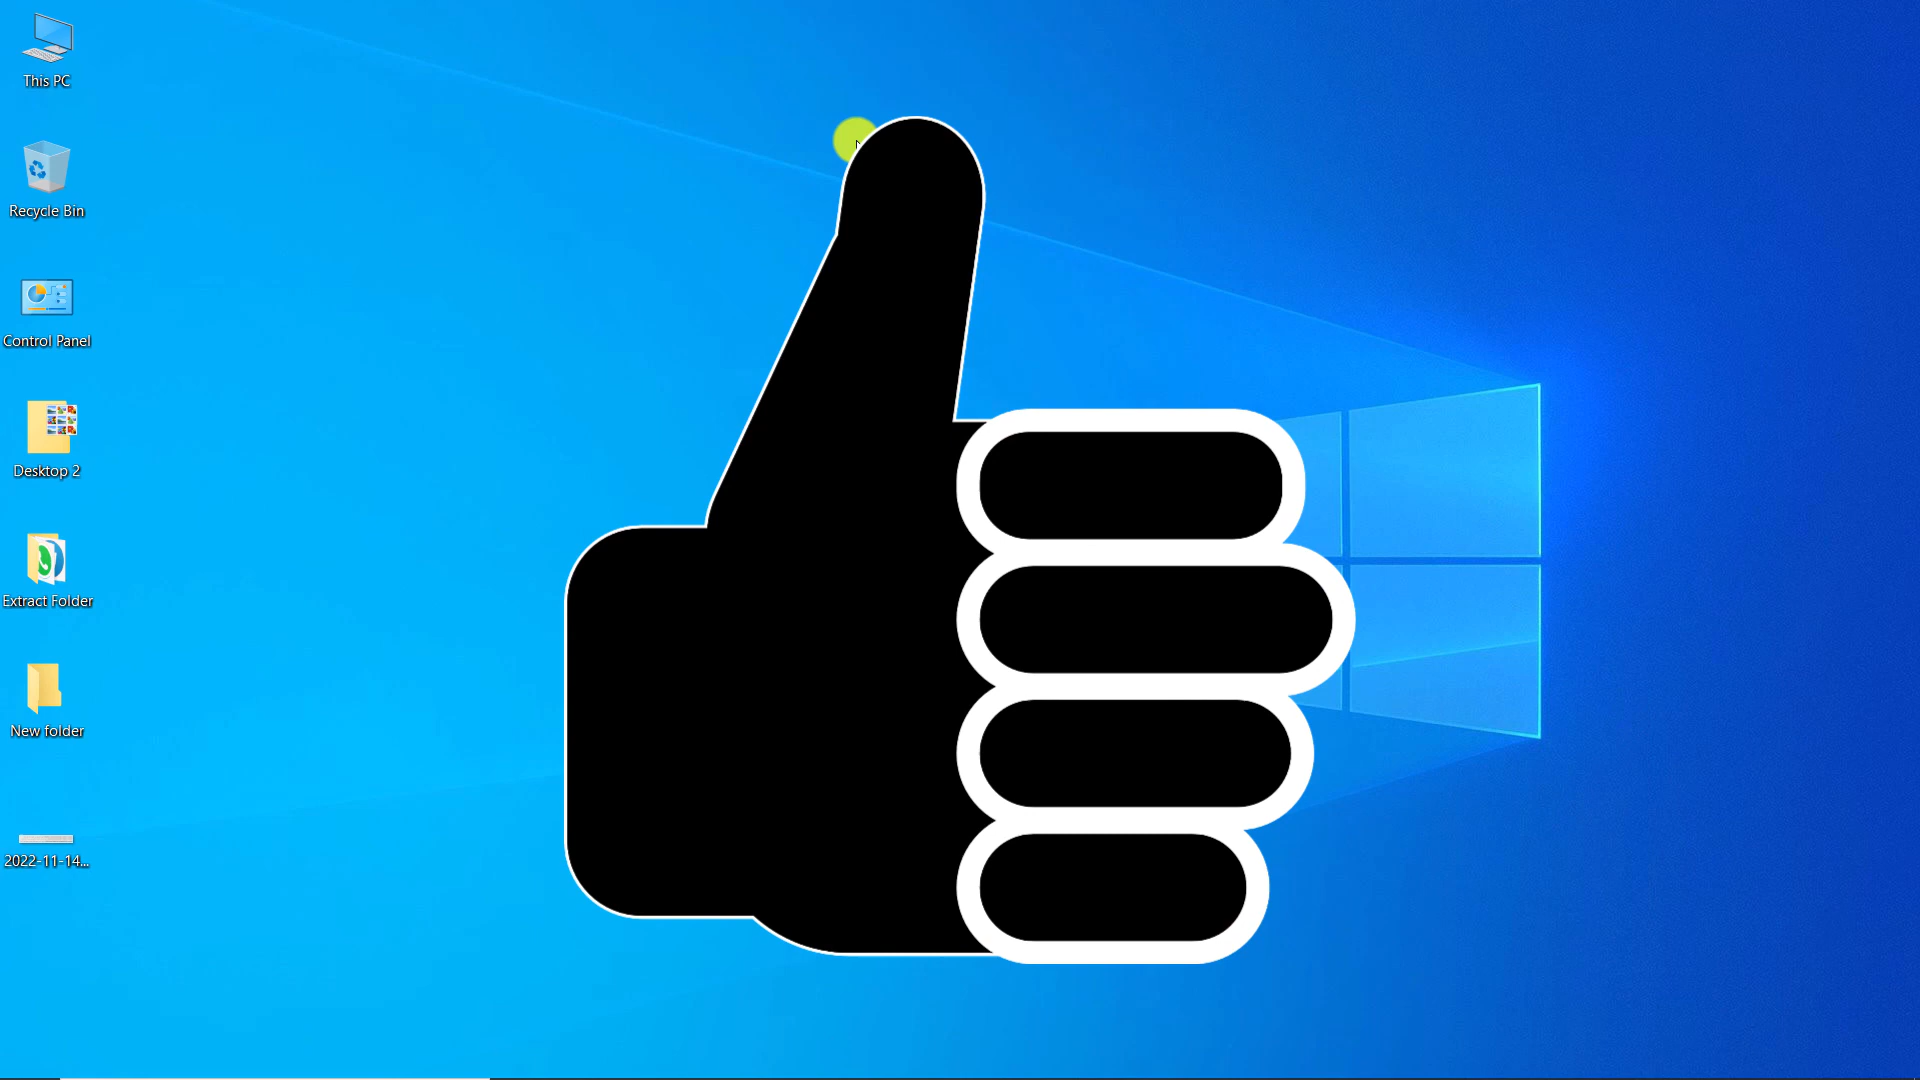 This PC
Recycle Bin
Control Panel
Desktop 2
Extract Folder
New folder
2022-11-14...